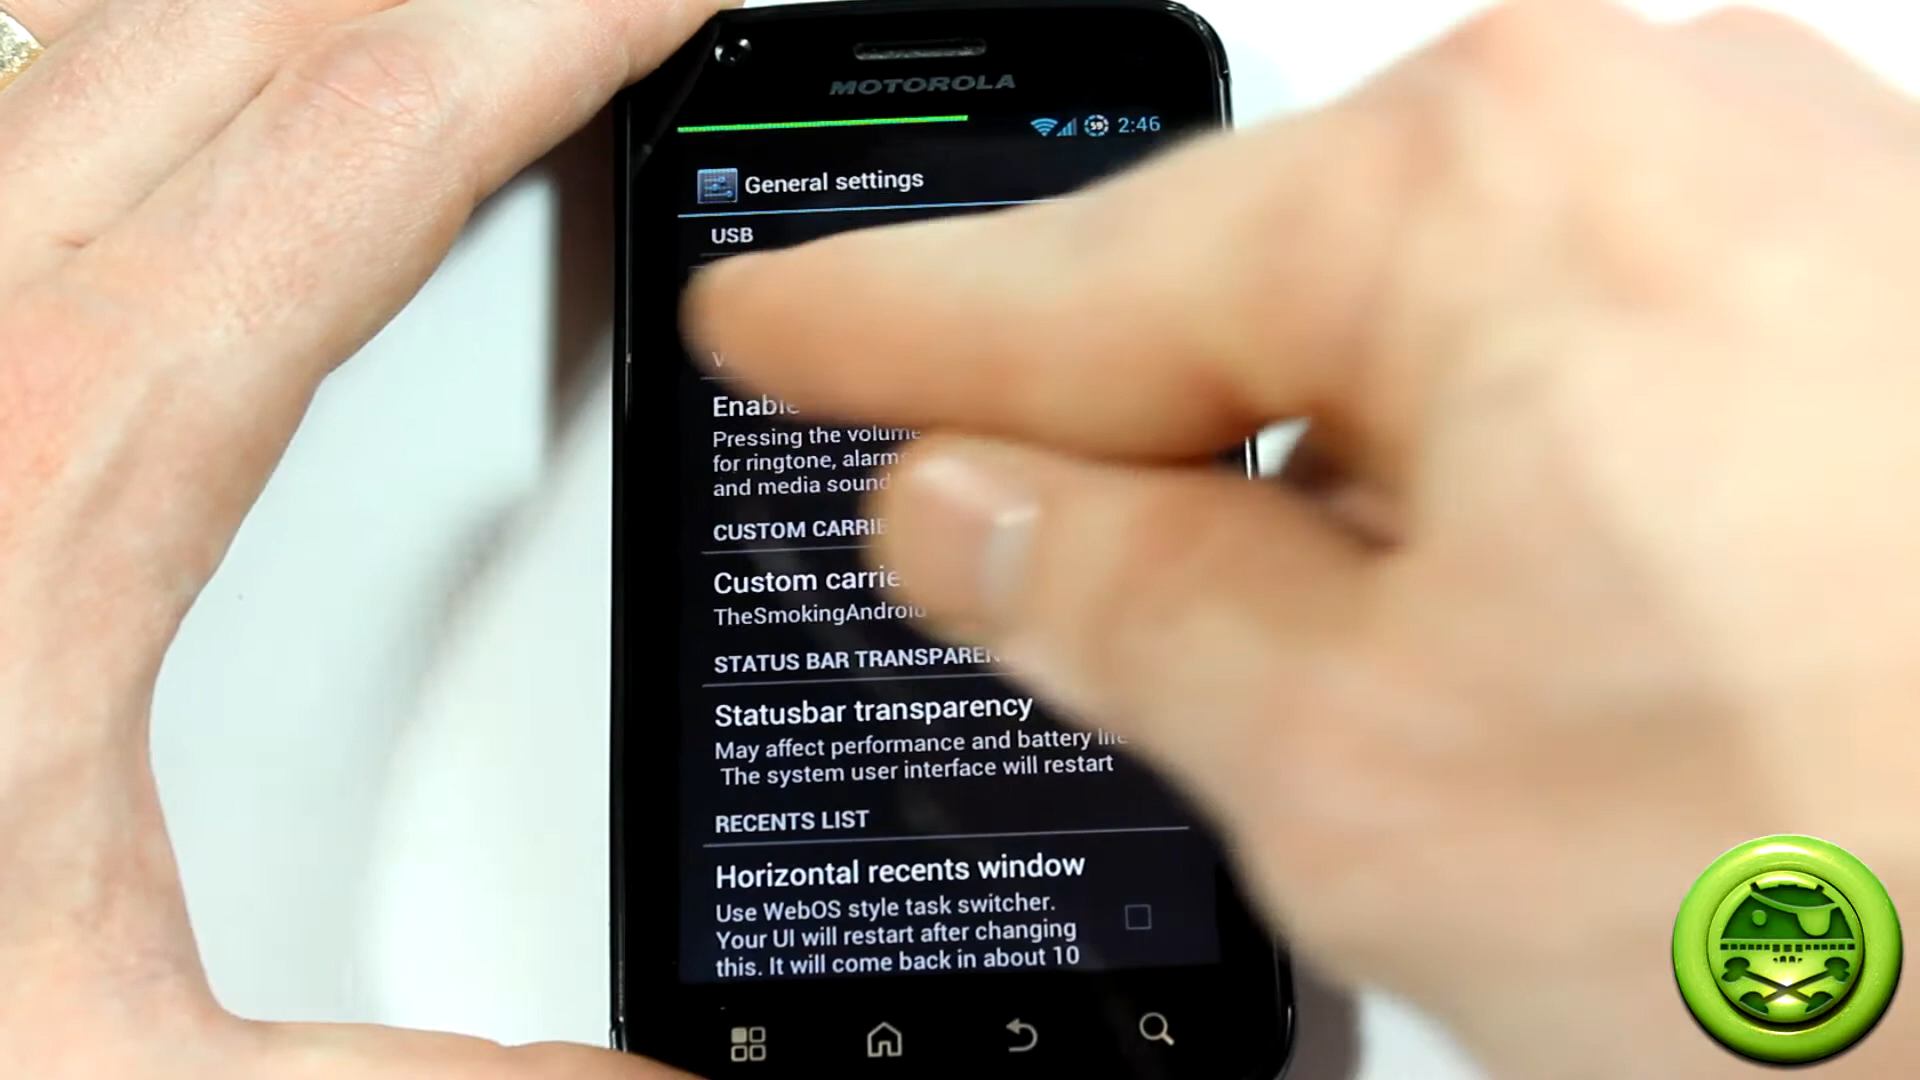 MOTOROLA
59 2:46
General settings
USB
Enable
Pressing the volume
for ringtone, alarms
and media sound
CUSTOM CARRIE
Custom carrie
TheSmokingAndroid
STATUS BAR TRANSPAREN
Statusbar transparency
May affect performance and battery life
The system user interface will restart
RECENTS LIST
Horizontal recents window
Use WebOS style task switcher.
Your UI will restart after changing
this. It will come back in about 10